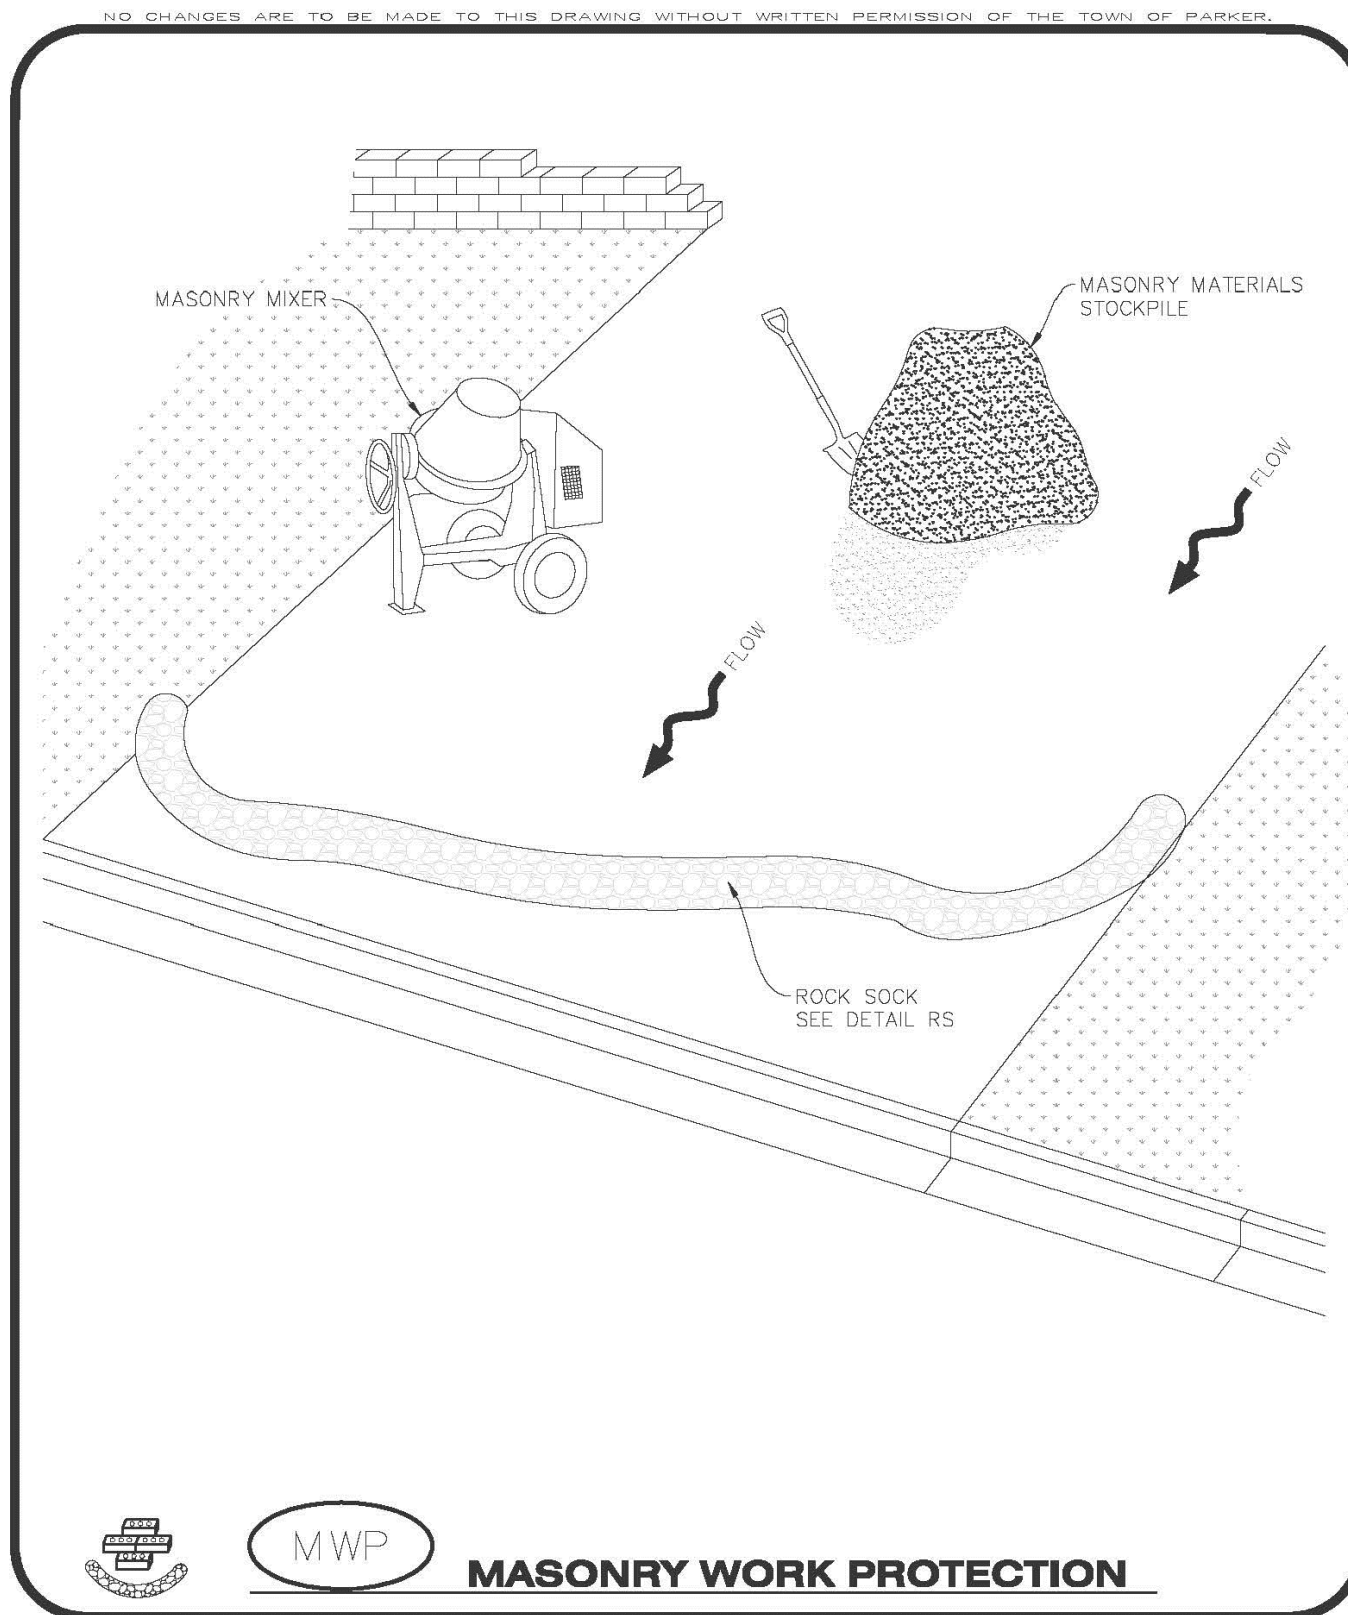 NO CHANGES ARE TO BE MADE TO THIS DRAWING WITHOUT WRITTEN PERMISSION OF THE TOWN OF PARKER.
MASONRY MIXER
MASONRY MATERIALS
STOCKPILE
FLOW
FLOW
ROCK SOCK
SEE DETAIL RS
MWP
MASONRY WORK PROTECTION